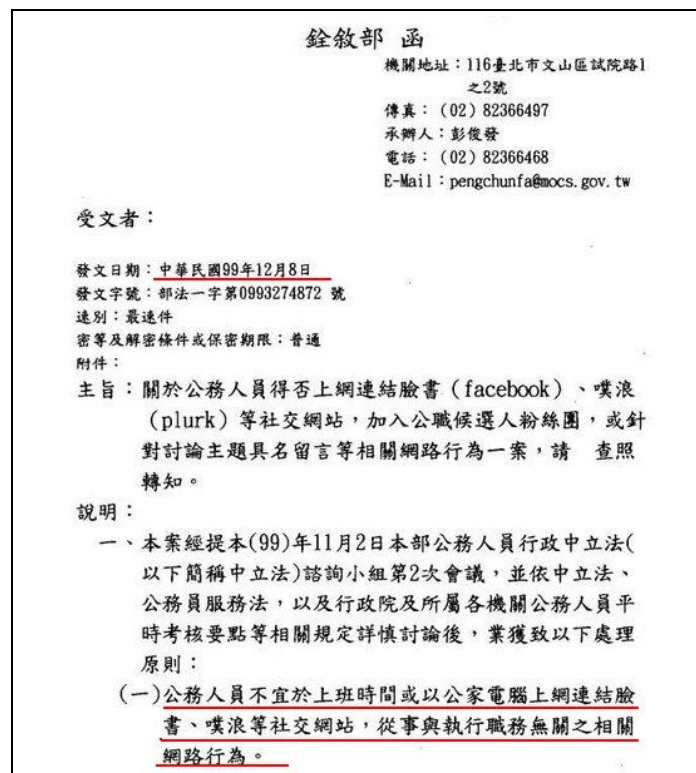 銓敘部 函
機關地址：116臺北市文山區試院路1
之2號
傳真：(02) 82366497
承辦人：彭俊發
電話：(02) 82366468
E-Mail：pengchunfa@mocs.gov.tw
受文者：
發文日期：中華民國99年12月8日
發文字號：部法一字第0993274872 號
速別：最速件
密等及解密條件或保密期限：普通
附件：
主旨：關於公務人員得否上網連結臉書（facebook）、噗浪
（plurk）等社交網站，加入公職候選人粉絲團，或針
對討論主題具名留言等相關網路行為一案，請 查照
轉知。
說明：
一、本案經提本(99)年11月2日本部公務人員行政中立法(
以下簡稱中立法)諮詢小組第2次會議，並依中立法、
公務員服務法，以及行政院及所屬各機關公務人員平
時考核要點等相關規定詳慎討論後，業獲致以下處理
原則：
(一)公務人員不宜於上班時間或以公家電腦上網連結臉
書、噗浪等社交網站，從事與執行職務無關之相關
網路行為。